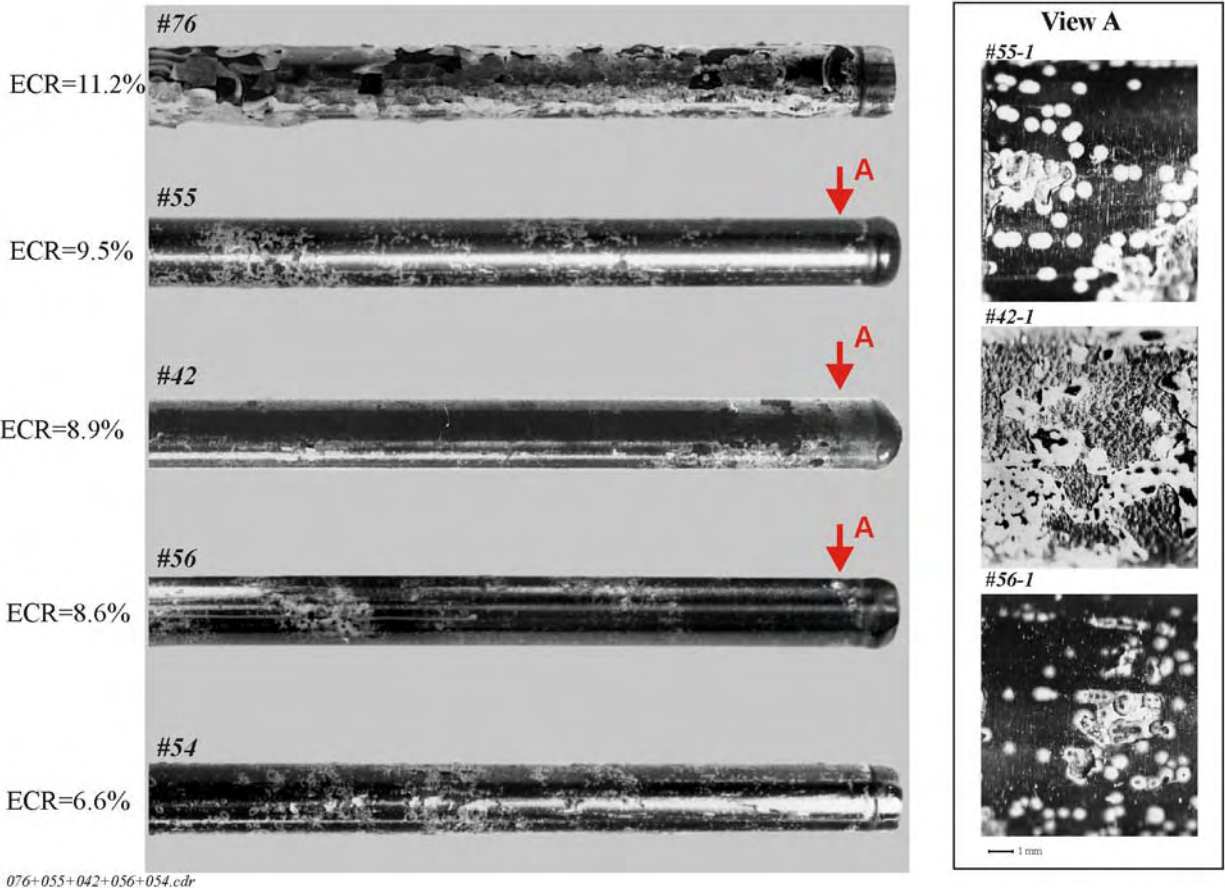 #76
ECR=11.2%
#55
A
ECR=9.5%
#42
A
ECR=8.9%
#56
A
ECR=8.6%
#54
ECR=6.6%
076+055+042+056+054.cdr
View A
#55-1
#42-1
#56-1
1 mm